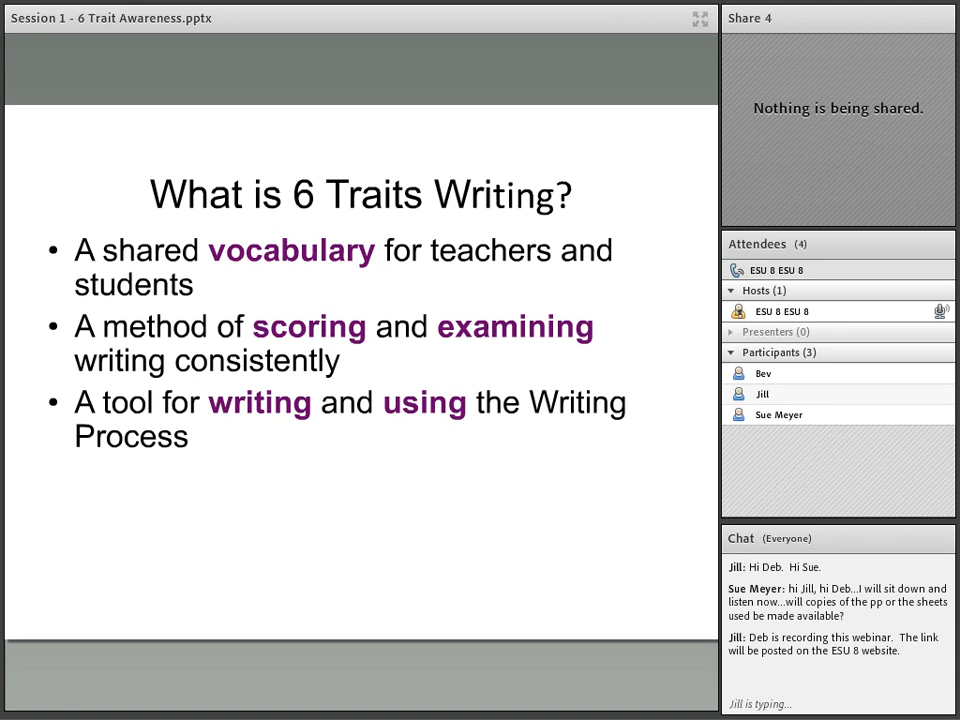 Session 1 - 6 Trait Awareness.pptx
What is 6 Traits Writing?
• A shared vocabulary for teachers and
students
• A method of scoring and examining
writing consistently
• A tool for writing and using the Writing
Process
Share 4
Nothing is being shared.
Attendees (4)
ESU 8 ESU 8
Hosts (1)
ESU 8 ESU 8
Presenters (0)
Participants (3)
Bev
Jill
Sue Meyer
Chat (Everyone)
Jill: Hi Deb. Hi Sue.
Sue Meyer: hi Jill, hi Deb...I will sit down and
listen now...will copies of the pp or the sheets
used be made available?
Jill: Deb is recording this webinar. The link
will be posted on the ESU 8 website.
Jill is typing...